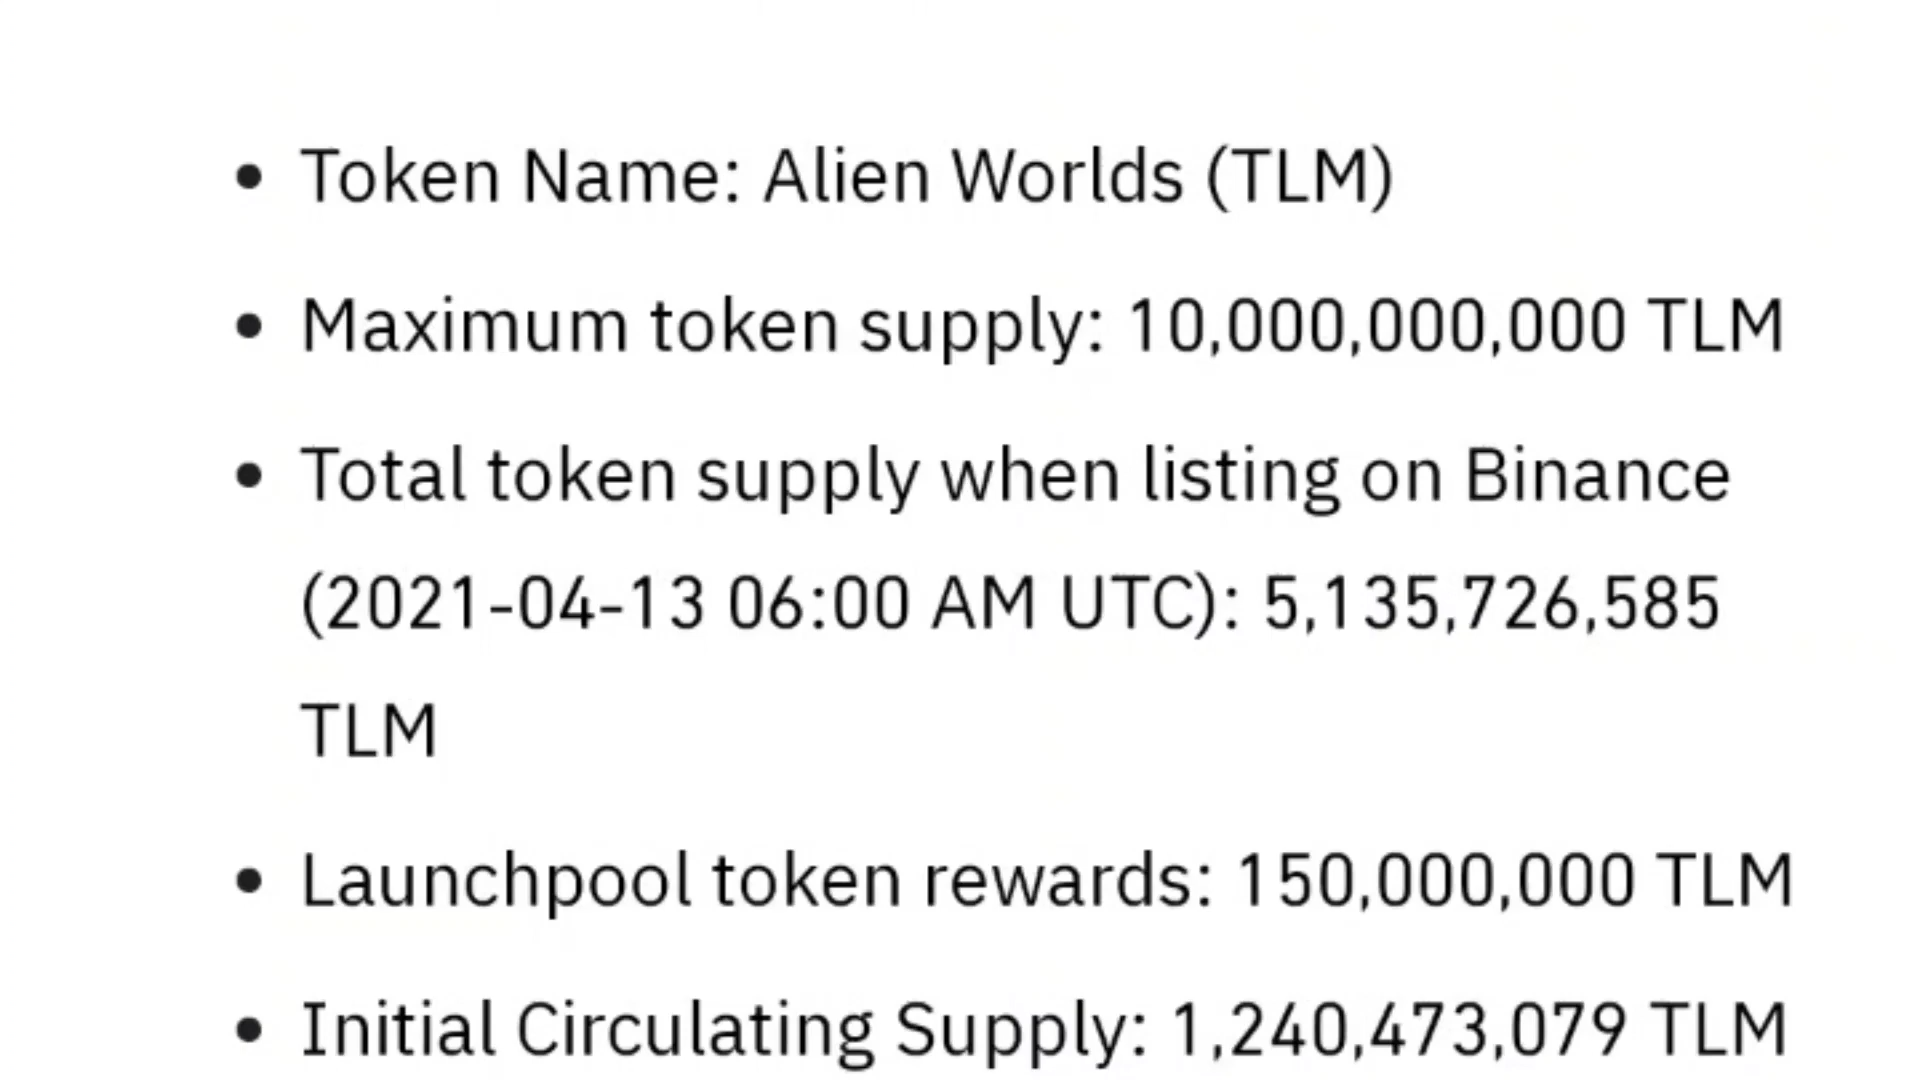 • Token Name: Alien Worlds (TLM)
• Maximum token supply: 10,000,000,000 TLM
• Total token supply when listing on Binance
(2021-04-13 06:00 AM UTC): 5,135,726,585
TLM
• Launchpool token rewards: 150,000,000 TLM
• Initial Circulating Supply: 1,240,473,079 TLM